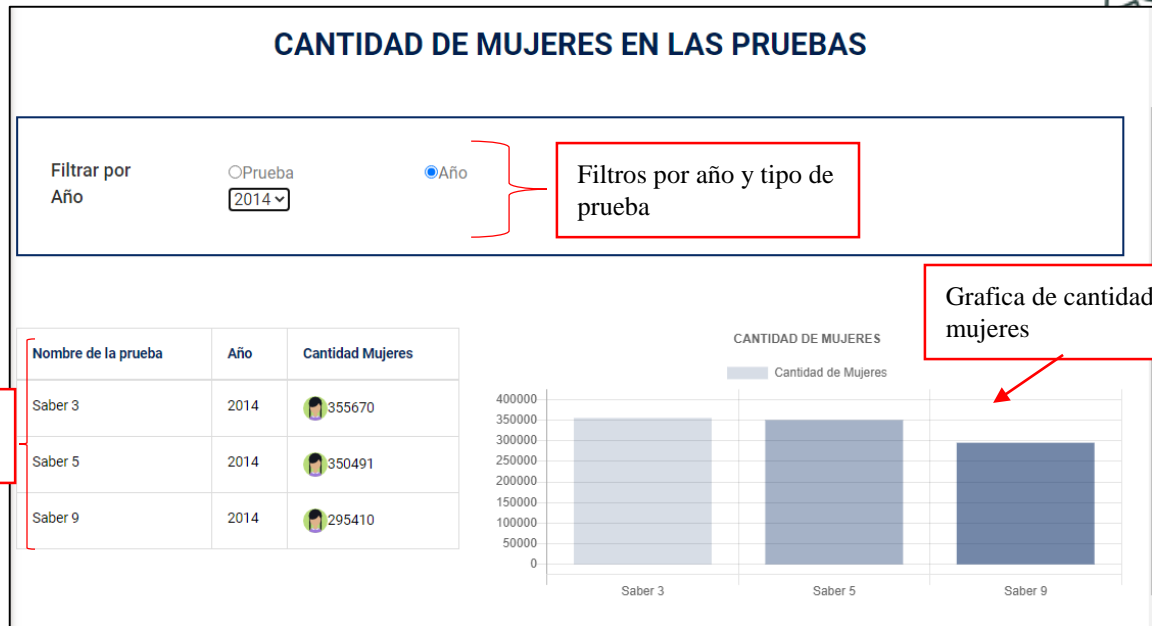 CANTIDAD DE MUJERES EN LAS PRUEBAS
Filtrar por
Año
Prueba
Año
2014
Filtros por año y tipo de
prueba
Grafica de cantidad
mujeres
Nombre de la prueba Año Cantidad Mujeres
Saber 3 2014 355670
Saber 5 2014 350491
Saber 9 2014 295410
CANTIDAD DE MUJERES
Cantidad de Mujeres
400000
350000
300000
250000
200000
150000
100000
50000
0
Saber 3 Saber 5 Saber 9